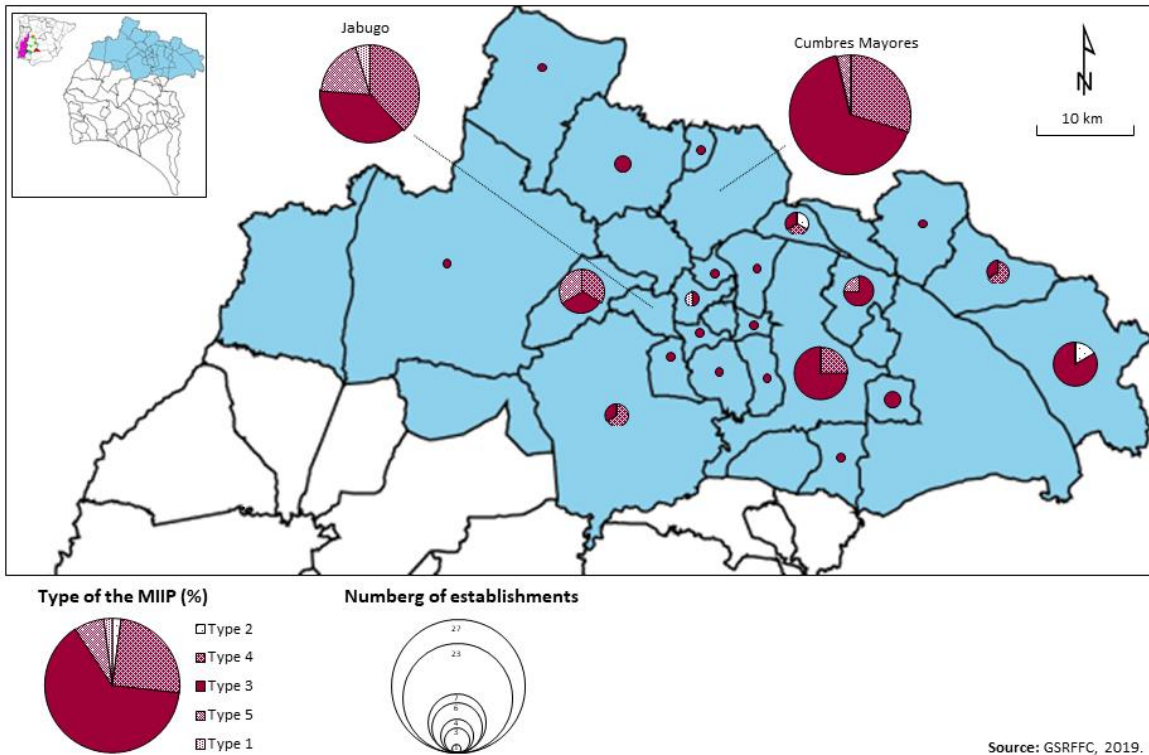 Jabugo
Cumbres Mayores
N
10 km
Type of the MIIP (%)
Type 2
Type 4
Type 3
Type 5
Type 1
Numberg of establishments
27
23
7
6
4
3
Source: GSRFFC, 2019.